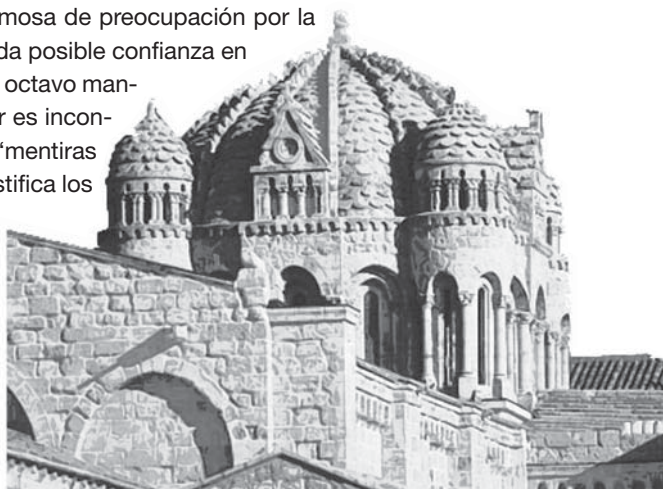 mosa de preocupación por la
da posible confianza en
octavo man-
r es incon-
“mentiras
stifica los